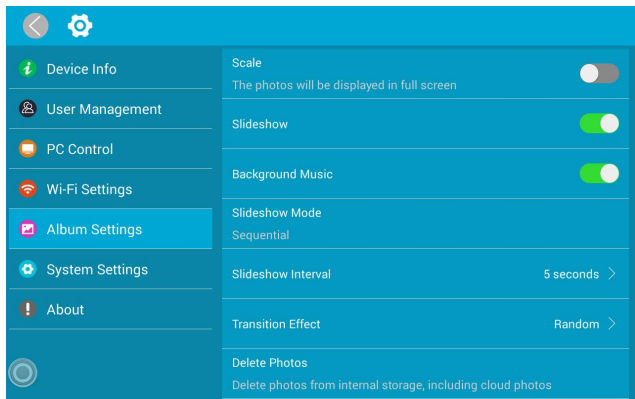 Device Info
User Management
PC Control
Wi-Fi Settings
Album Settings
System Settings
About
Scale
The photos will be displayed in full screen
Slideshow
Background Music
Slideshow Mode
Sequential
Slideshow Interval 5 seconds
Transition Effect Random
Delete Photos
Delete photos from internal storage, including cloud photos